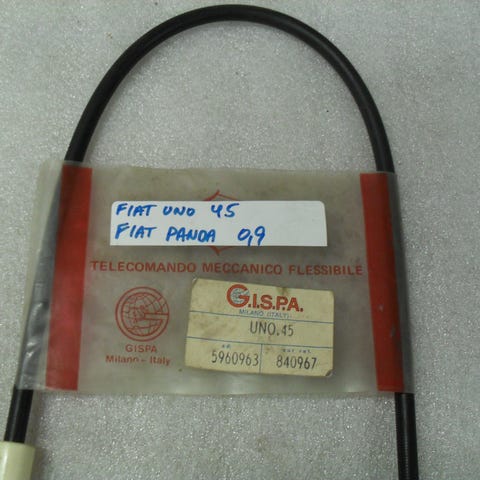 FIAT UNO 45
FIAT PANDA 0,9
TELECOMANDO MECCANICO FLESSIBILE
GISPA
Milano - Italy
G.I.S.P.A.
MILANO (ITALY)
UNO.45
5960963 840967